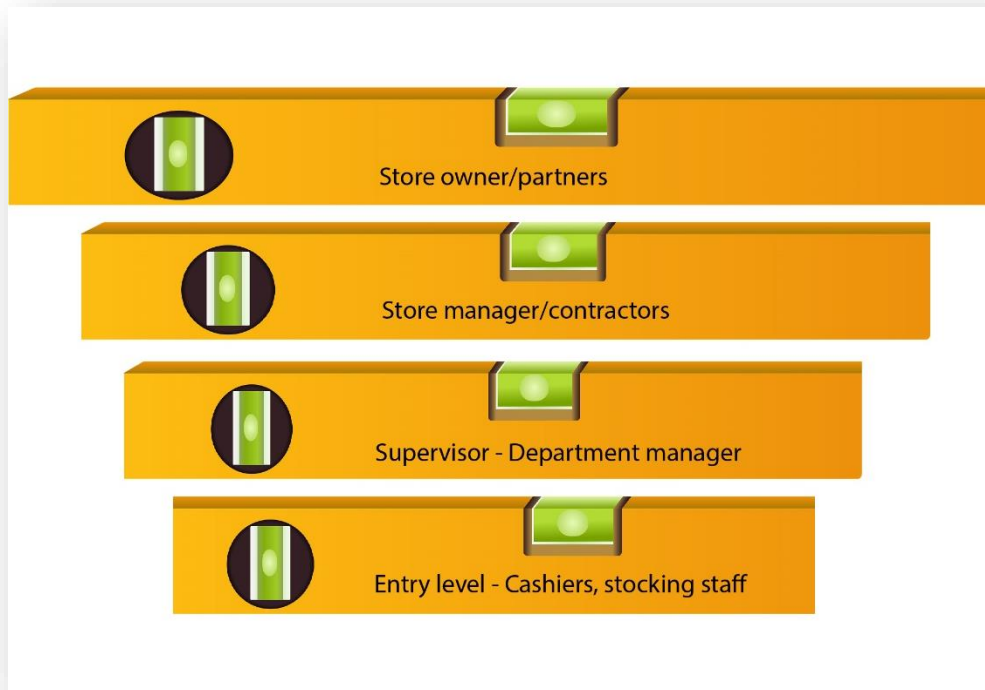 Store owner/partners
Store manager/contractors
Supervisor - Department manager
Entry level - Cashiers, stocking staff